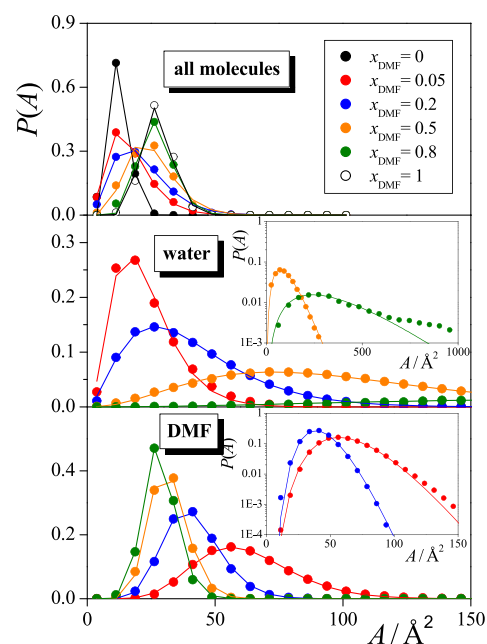 0.9
0.6
0.3
0.0
P(A)
all molecules
x_DMF = 0
x_DMF = 0.05
x_DMF = 0.2
x_DMF = 0.5
x_DMF = 0.8
x_DMF = 1
0.3
0.2
0.1
0.0
water
P(A)
1
0.1
0.01
1E-3
0 500 1000
A / Å²
0.4
0.2
0.0
DMF
P(A)
0.1
0.01
1E-3
1E-4
0 50 100 150
A / Å²
0 50 100 150
A / Å²